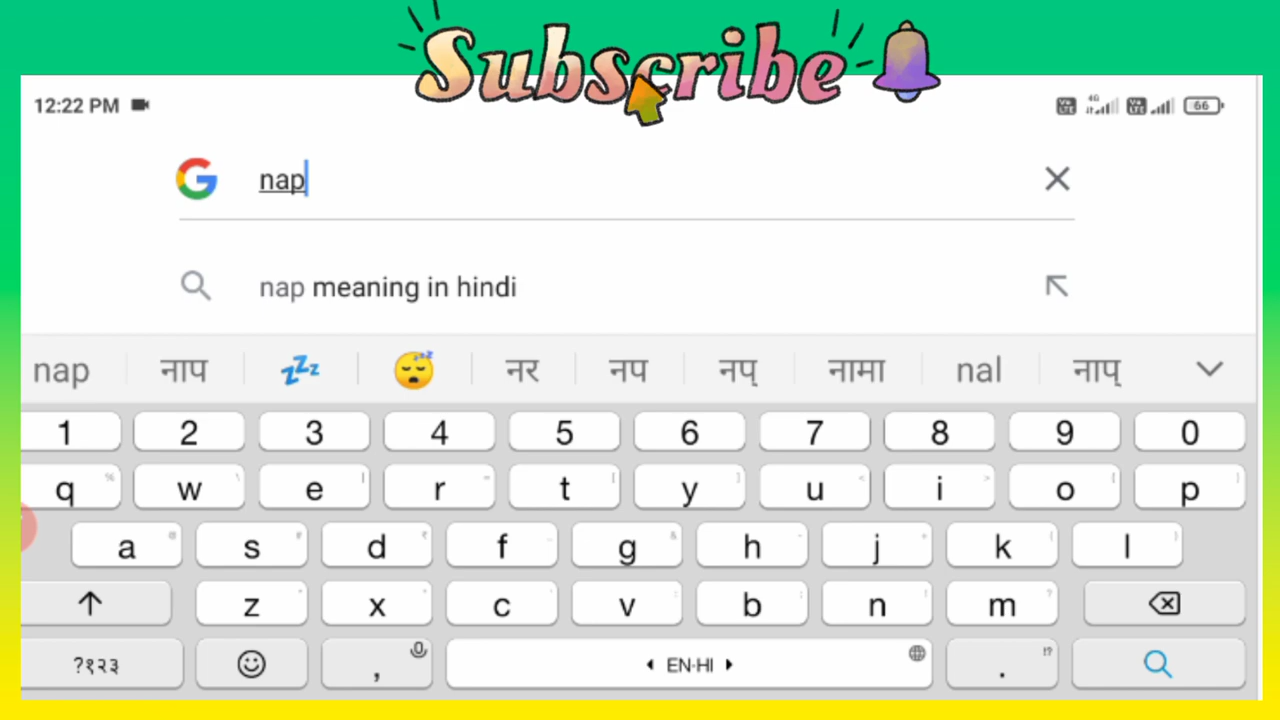 Subscribe
12:22 PM 66
nap
nap meaning in hindi
nap नाप नर नप नप् नामा nal नाप्
1 2 3 4 5 6 7 8 9 0
q w e r t y u i o p
a s d f g h j k l
z x c v b n m
?१२३ , EN·HI .